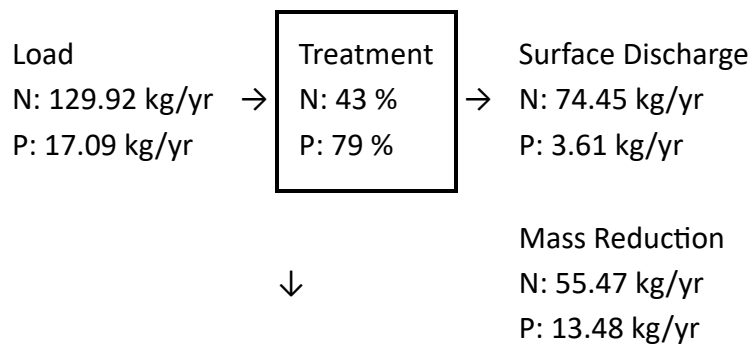 Load
N: 129.92 kg/yr
P: 17.09 kg/yr
→
Treatment
N: 43 %
P: 79 %
→
Surface Discharge
N: 74.45 kg/yr
P: 3.61 kg/yr
↓
Mass Reduction
N: 55.47 kg/yr
P: 13.48 kg/yr